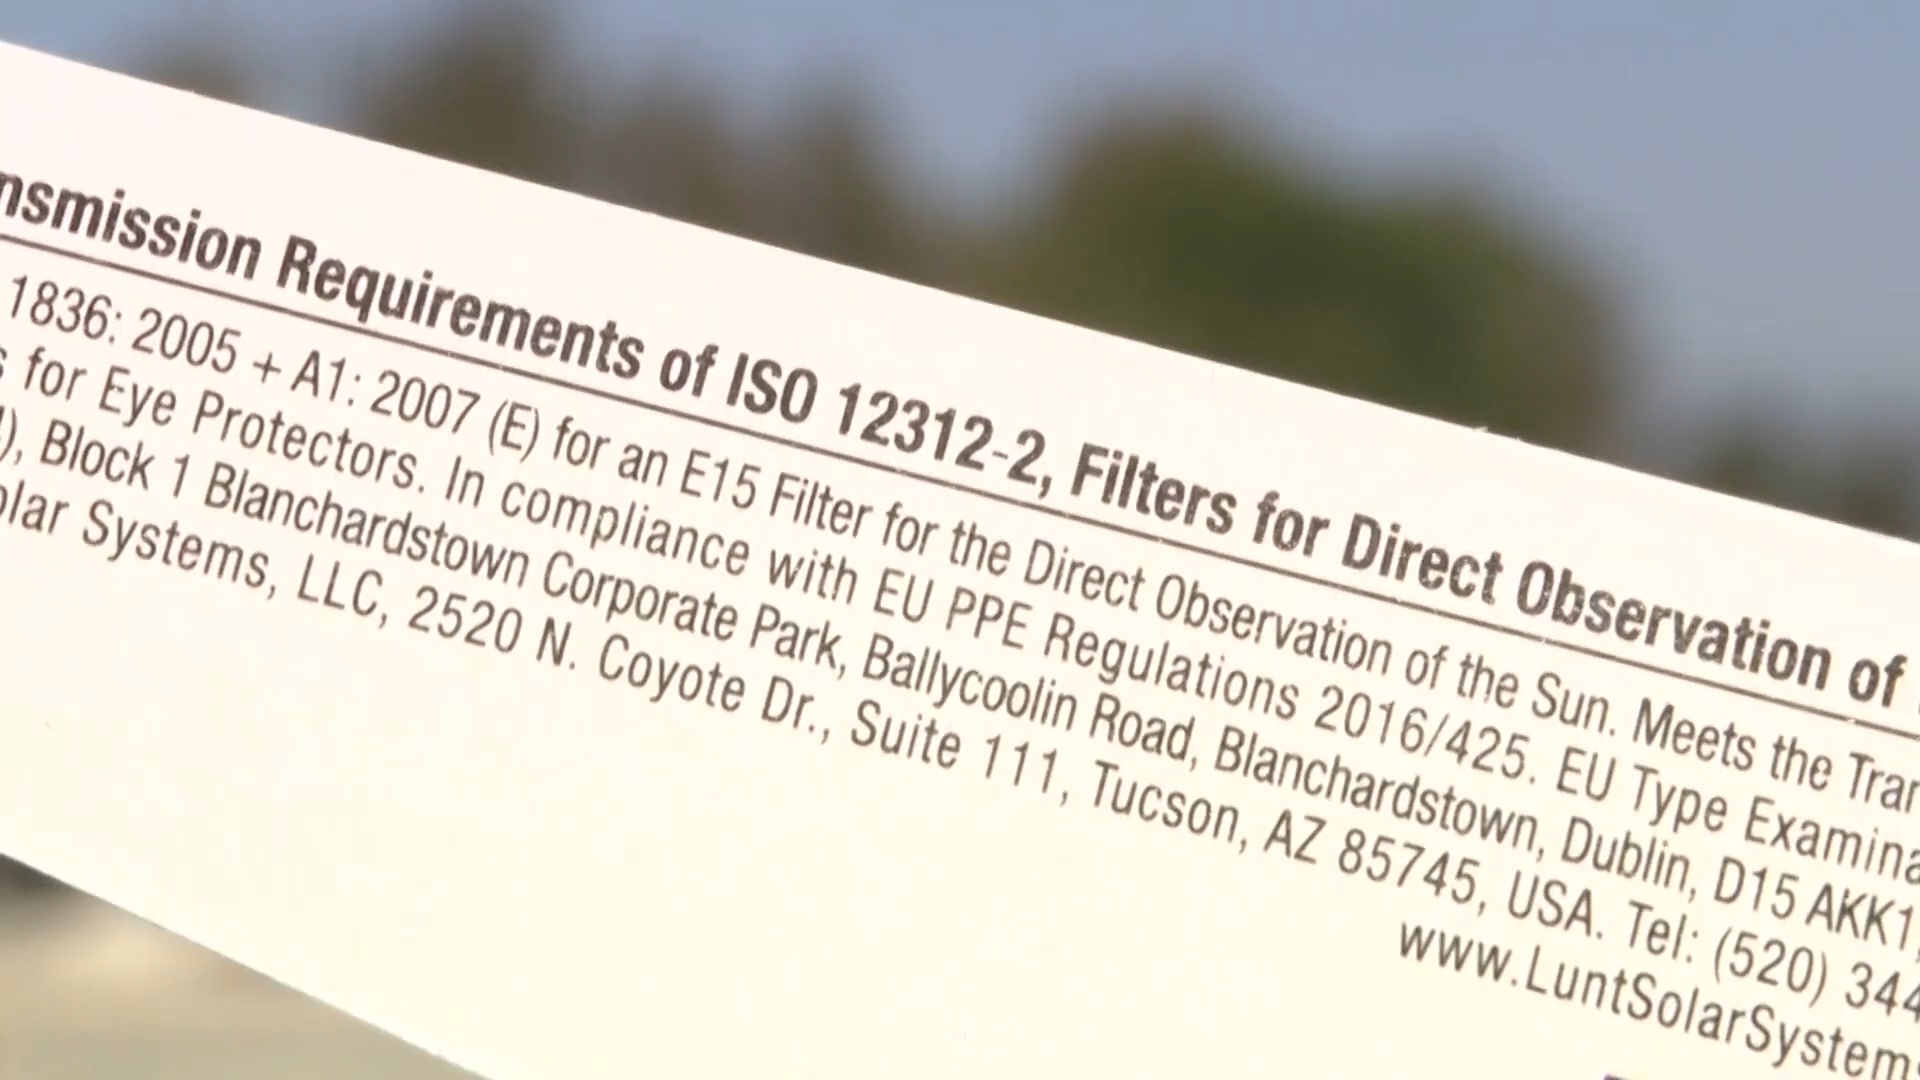 nsmission Requirements of ISO 12312-2, Filters for Direct Observation of
1836: 2005 + A1: 2007 (E) for an E15 Filter for the Direct Observation of the Sun. Meets the Tran
s for Eye Protectors. In compliance with EU PPE Regulations 2016/425. EU Type Examina
), Block 1 Blanchardstown Corporate Park, Ballycoolin Road, Blanchardstown, Dublin, D15 AKK1,
olar Systems, LLC, 2520 N. Coyote Dr., Suite 111, Tucson, AZ 85745, USA. Tel: (520) 344
www.LuntSolarSystems